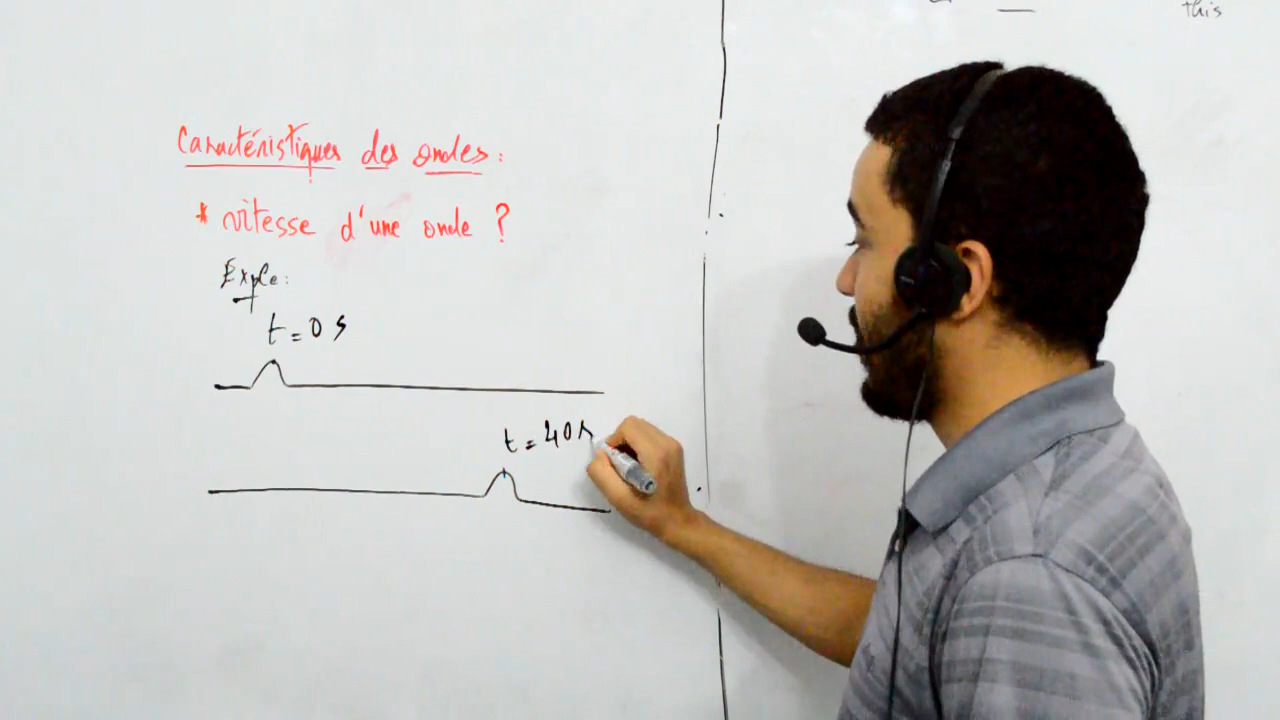 this
Caractéristiques des ondes :
* vitesse d'une onde ?
Exple :
t = 0 s
t = 40 s